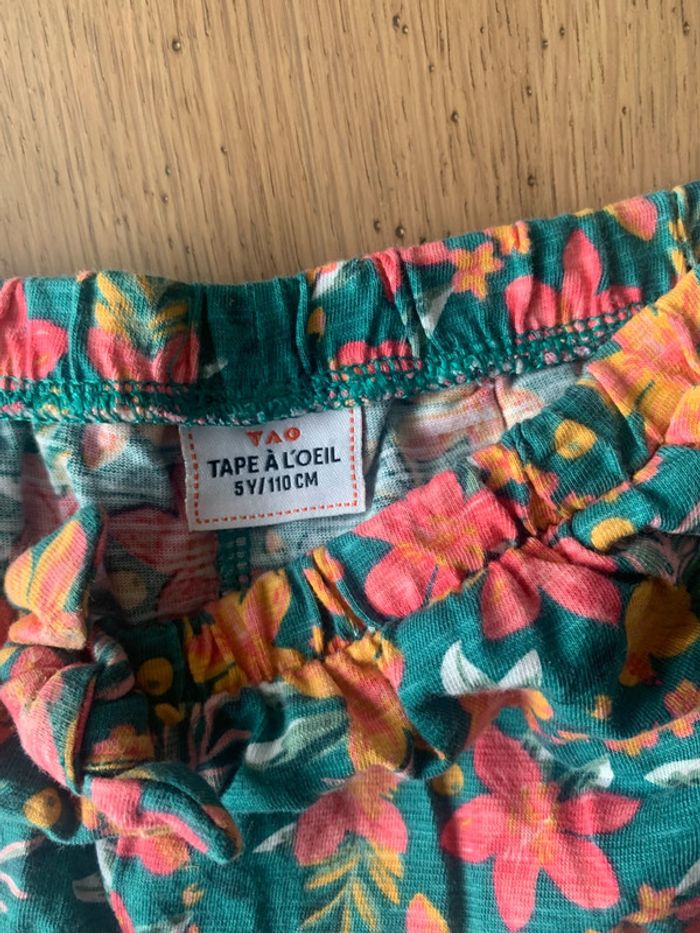 TAO
TAPE À L'OEIL
5Y/110 CM